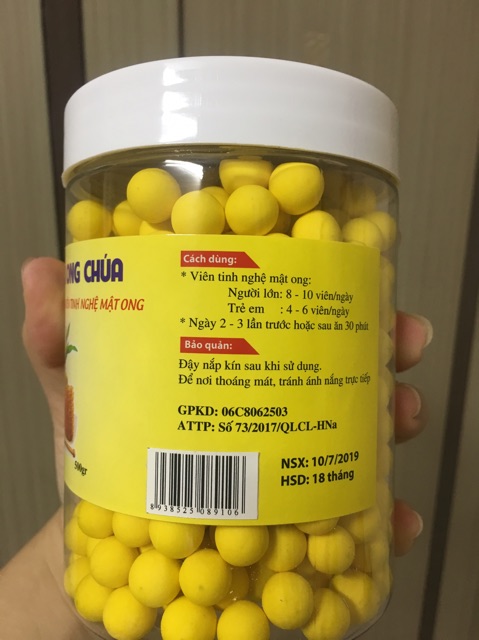 ONG CHÚA
TINH NGHỆ MẬT ONG
500gr
Cách dùng:
* Viên tinh nghệ mật ong:
Người lớn: 8 - 10 viên/ngày
Trẻ em : 4 - 6 viên/ngày
* Ngày 2 - 3 lần trước hoặc sau ăn 30 phút
Bảo quản:
Đậy nắp kín sau khi sử dụng.
Để nơi thoáng mát, tránh ánh nắng trực tiếp
GPKD: 06C8062503
ATTP: Số 73/2017/QLCL-HNa
NSX: 10/7/2019
HSD: 18 tháng
8938525089106